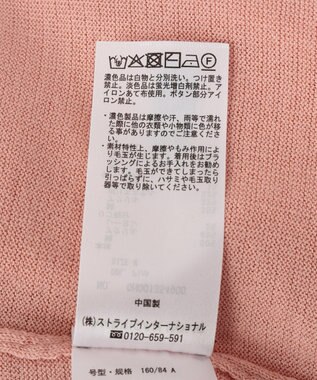 濃色品は白物と分別洗い。つけ置き
禁止。淡色品は蛍光増白剤禁止。ア
イロンあて布使用。ボタン部分アイ
ロン禁止。
・濃色製品は摩擦や汗、雨等で濡れ
た際に他の衣類や小物類に色が移
る事がありますのでご注意くださ
い。
・素材特性上、摩擦やもみ作用によ
り毛玉が生じます。着用後はブラ
ッシングによるお手入れをお勧め
します。毛玉ができてしまったら
引っぱらずに、ハサミや毛玉取り
器等で取り除いてください。
中国製
(株)ストライプインターナショナル
0120-659-591
号型・规格 160/84 A